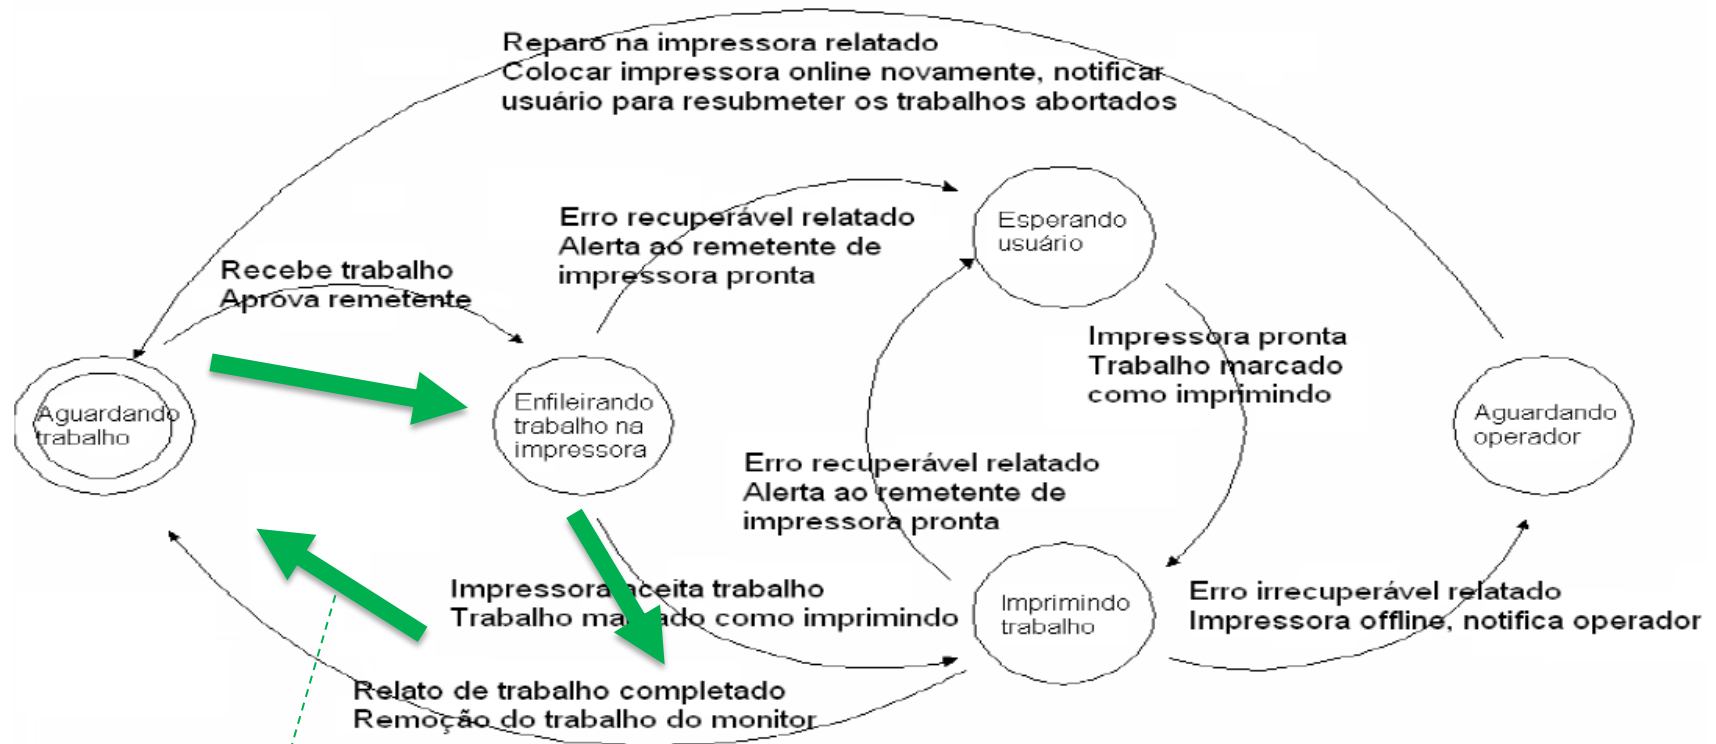 Reparo na impressora relatado
Colocar impressora online novamente, notificar
usuário para resubmeter os trabalhos abortados
Erro recuperável relatado
Alerta ao remetente de
impressora pronta
Esperando
usuário
Recebe trabalho
Aprova remetente
Impressora pronta
Trabalho marcado
como imprimindo
Aguardando
trabalho
Enfileirando
trabalho na
impressora
Aguardando
operador
Erro recuperável relatado
Alerta ao remetente de
impressora pronta
Impressora aceita trabalho
Trabalho marcado como imprimindo
Imprimindo
trabalho
Erro irrecuperável relatado
Impressora offline, notifica operador
Relato de trabalho completado
Remoção do trabalho do monitor